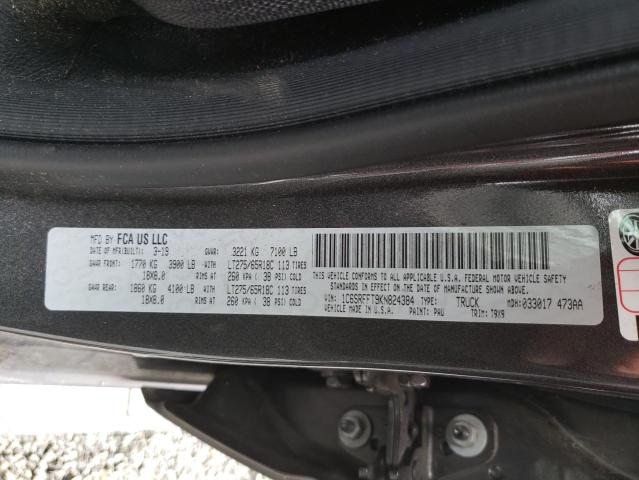 MFD BY FCA US LLC
DATE OF MFR(BUILT): 3-19 GVWR: 3221 KG 7100 LB
GAWR FRONT: 1770 KG 3900 LB LT275/65R18C 113 TIRES
18X8.0 RIMS AT 260 KPA ( 38 PSI) COLD
GAWR REAR: 1860 KG 4100 LB LT275/65R18C 113 TIRES
18X8.0 RIMS AT 260 KPA ( 38 PSI) COLD
THIS VEHICLE CONFORMS TO ALL APPLICABLE U.S.A. FEDERAL MOTOR VEHICLE SAFETY
STANDARDS IN EFFECT ON THE DATE OF MANUFACTURE SHOWN ABOVE.
VIN: 1C6SRFFT9KN824384 TYPE: TRUCK MDH: 033017 473AA
VEHICLE MADE IN U.S.A. PAINT: PAU TRIM: T9X9